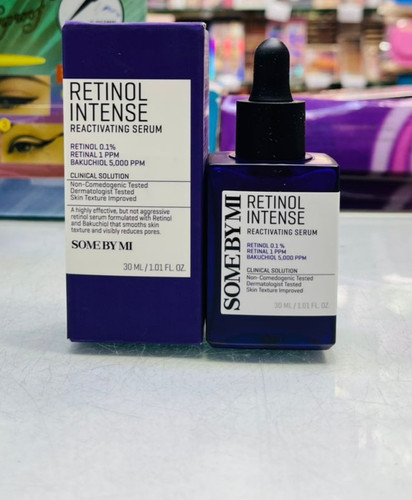 RETINOL
INTENSE
REACTIVATING SERUM
RETINOL 0.1%
RETINAL 1 PPM
BAKUCHIOL 5,000 PPM
CLINICAL SOLUTION
Non-Comedogenic Tested
Dermatologist Tested
Skin Texture Improved
A highly effective, but not aggressive
retinol serum formulated with Retinol
and Bakuchiol that smooths skin
texture and visibly reduces pores.
SOME BY MI
30 ML / 1.01 FL. OZ.
SOME BY MI
RETINOL
INTENSE
REACTIVATING SERUM
RETINOL 0.1%
RETINAL 1 PPM
BAKUCHIOL 5,000 PPM
CLINICAL SOLUTION
Non-Comedogenic Tested
Dermatologist Tested
Skin Texture Improved
30 ML / 1.01 FL. OZ.